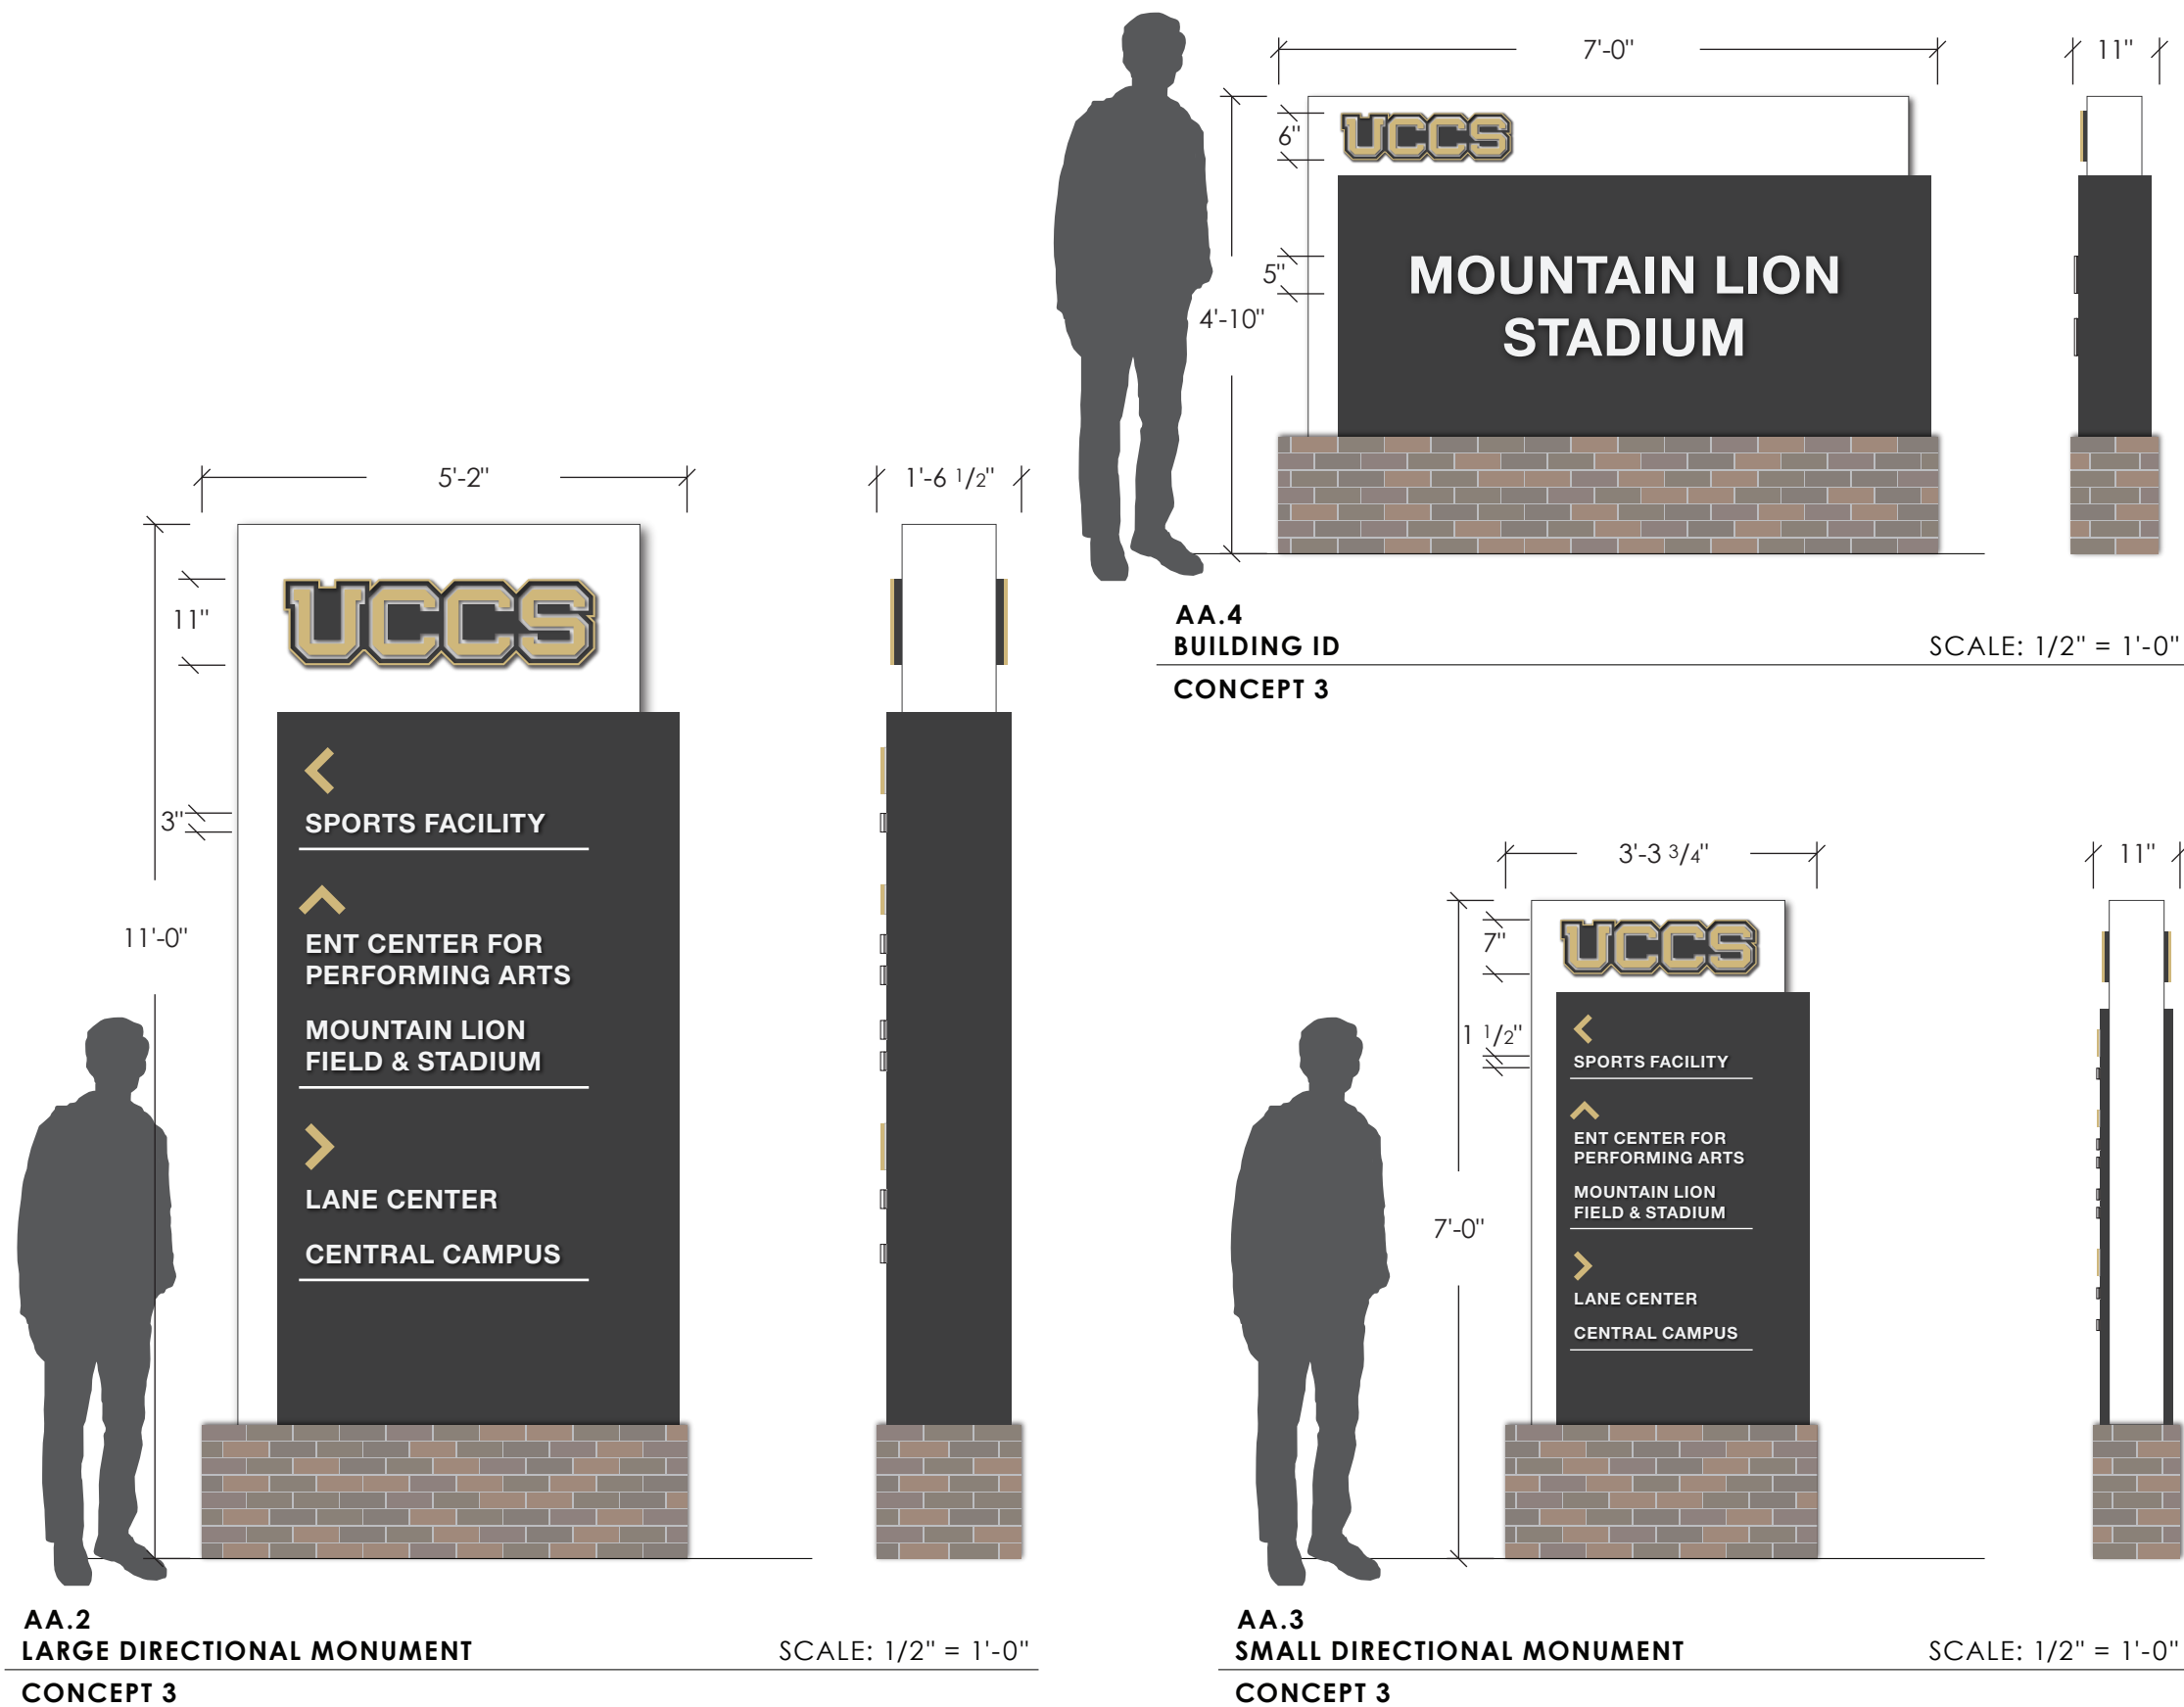 7'-0"
11"
UCCS
6"
5"
4'-10"
MOUNTAIN LION
STADIUM
AA.4
BUILDING ID
SCALE: 1/2" = 1'-0"
CONCEPT 3
5'-2"
1'-6 1/2"
UCCS
11"
3"
11'-0"
SPORTS FACILITY
ENT CENTER FOR
PERFORMING ARTS
MOUNTAIN LION
FIELD & STADIUM
LANE CENTER
CENTRAL CAMPUS
AA.2
LARGE DIRECTIONAL MONUMENT
SCALE: 1/2" = 1'-0"
CONCEPT 3
3'-3 3/4"
11"
UCCS
7"
1 1/2"
7'-0"
SPORTS FACILITY
ENT CENTER FOR
PERFORMING ARTS
MOUNTAIN LION
FIELD & STADIUM
LANE CENTER
CENTRAL CAMPUS
AA.3
SMALL DIRECTIONAL MONUMENT
SCALE: 1/2" = 1'-0"
CONCEPT 3